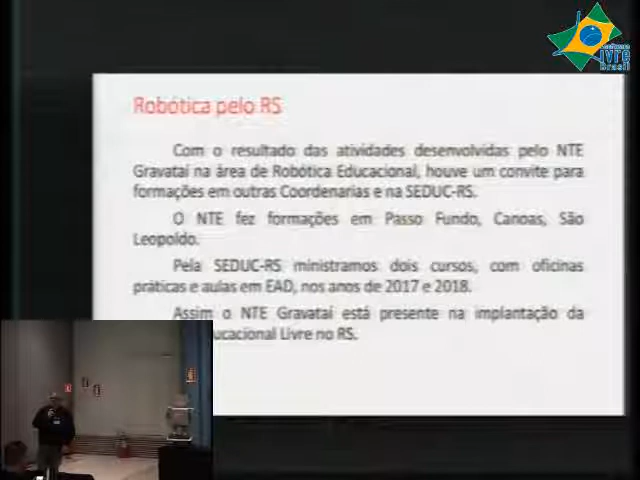 ivre
Brasil
Robótica pelo RS
Com o resultado das atividades desenvolvidas pelo NTE
Gravataí na área de Robótica Educacional, houve um convite para
formações em outras Coordenarias e na SEDUC-RS.
O NTE fez formações em Passo Fundo, Canoas, São
Leopoldo.
Pela SEDUC-RS ministramos dois cursos, com oficinas
práticas e aulas em EAD, nos anos de 2017 e 2018.
Assim o NTE Gravataí está presente na implantação da
ucacional Livre no RS.